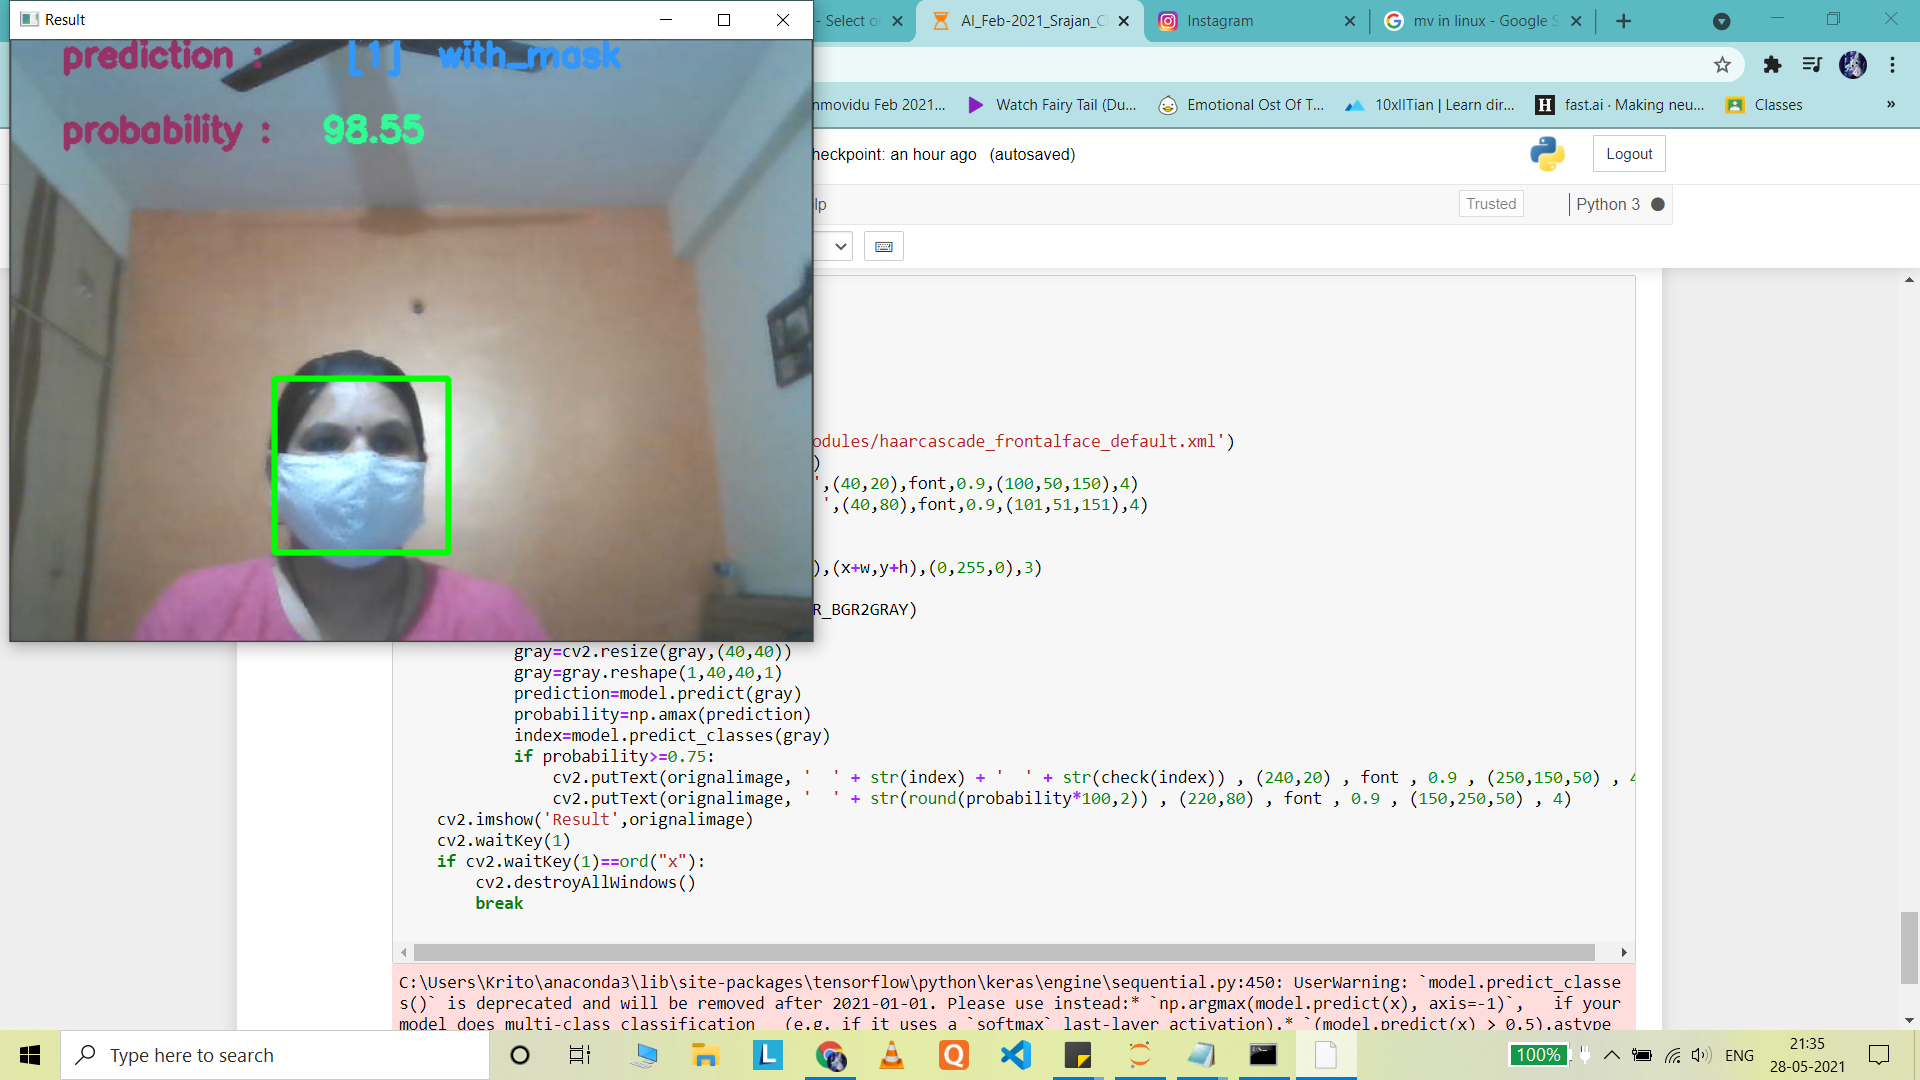 Result
prediction : [1] with_mask
probability : 98.55
- Select o
AI_Feb-2021_Srajan_C
Instagram
mv in linux - Google S
nmovidu Feb 2021...
Watch Fairy Tail (Du...
Emotional Ost Of T...
10xIITian | Learn dir...
H fast.ai · Making neu...
Classes
»
heckpoint: an hour ago (autosaved)
Logout
lp
Trusted
Python 3
odules/haarcascade_frontalface_default.xml')
)
',(40,20),font,0.9,(100,50,150),4)
',(40,80),font,0.9,(101,51,151),4)
),(x+w,y+h),(0,255,0),3)
R_BGR2GRAY)
gray=cv2.resize(gray,(40,40))
gray=gray.reshape(1,40,40,1)
prediction=model.predict(gray)
probability=np.amax(prediction)
index=model.predict_classes(gray)
if probability>=0.75:
cv2.putText(orignalimage, '  ' + str(index) + '  ' + str(check(index)) , (240,20) , font , 0.9 , (250,150,50) , 4
cv2.putText(orignalimage, '  ' + str(round(probability*100,2)) , (220,80) , font , 0.9 , (150,250,50) , 4)
cv2.imshow('Result',orignalimage)
cv2.waitKey(1)
if cv2.waitKey(1)==ord("x"):
cv2.destroyAllWindows()
break
C:\Users\Krito\anaconda3\lib\site-packages\tensorflow\python\keras\engine\sequential.py:450: UserWarning: `model.predict_classe
s()` is deprecated and will be removed after 2021-01-01. Please use instead:* `np.argmax(model.predict(x), axis=-1)`,   if your
model does multi-class classification   (e.g. if it uses a `softmax` last-layer activation).* `(model.predict(x) > 0.5).astype
Type here to search
L
Q
100%
ENG
21:35
28-05-2021